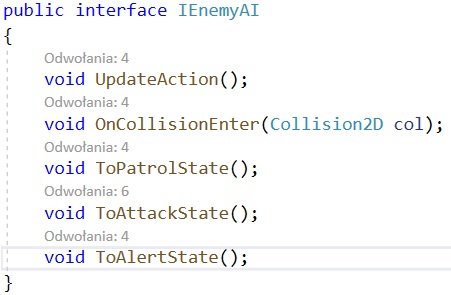 public interface IEnemyAI
{
Odwołania: 4
void UpdateAction();
Odwołania: 4
void OnCollisionEnter(Collision2D col);
Odwołania: 4
void ToPatrolState();
Odwołania: 6
void ToAttackState();
Odwołania: 4
void ToAlertState();
}